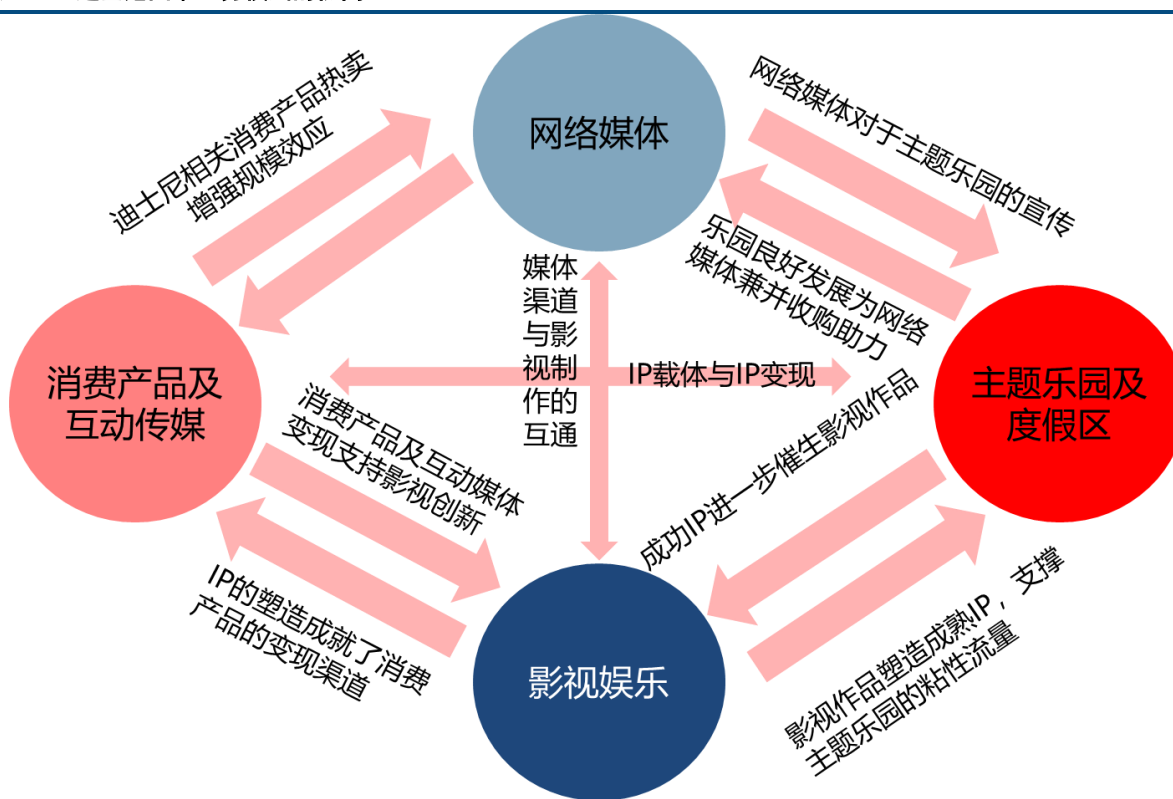 网络媒体
迪士尼相关消费产品热卖
增强规模效应
网络媒体对于主题乐园的宣传
乐园良好发展为网络
媒体兼并收购助力
媒体
渠道
与影
视制
作的
互通
IP载体与IP变现
消费产品及
互动传媒
主题乐园及
度假区
消费产品及互动媒体
变现支持影视创新
成功IP进一步催生影视作品
IP的塑造成就了消费
产品的变现渠道
影视娱乐
影视作品塑造成熟IP，支撑
主题乐园的粘性流量